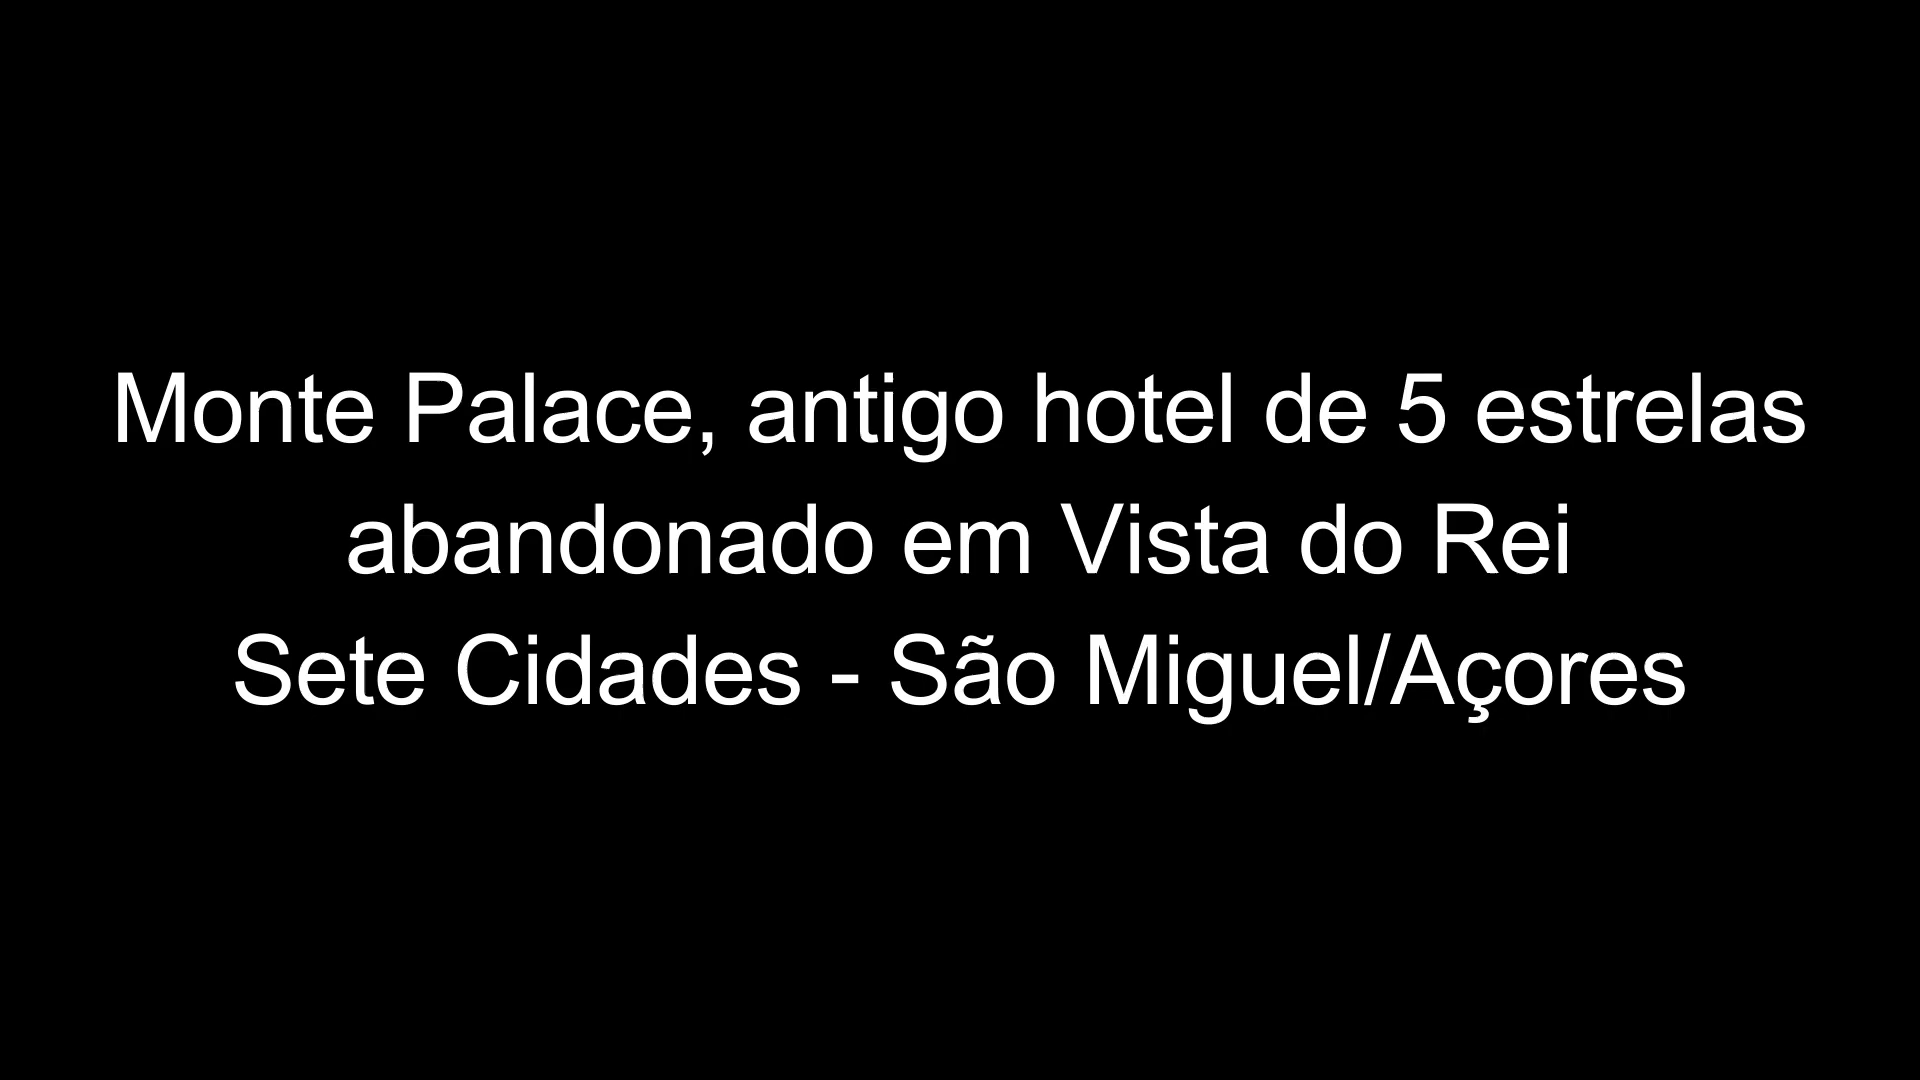 Monte Palace, antigo hotel de 5 estrelas
abandonado em Vista do Rei
Sete Cidades - São Miguel/Açores